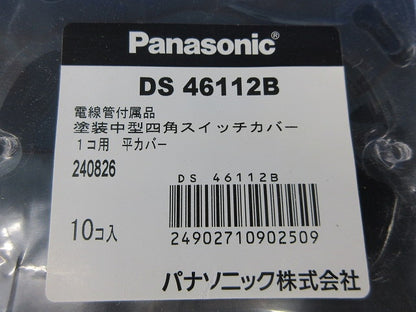 Panasonic®
DS 46112B
電線管付属品
塗装中型四角スイッチカバー
1コ用 平カバー
240826
DS 46112B
10コ入
24902710902509
パナソニック株式会社